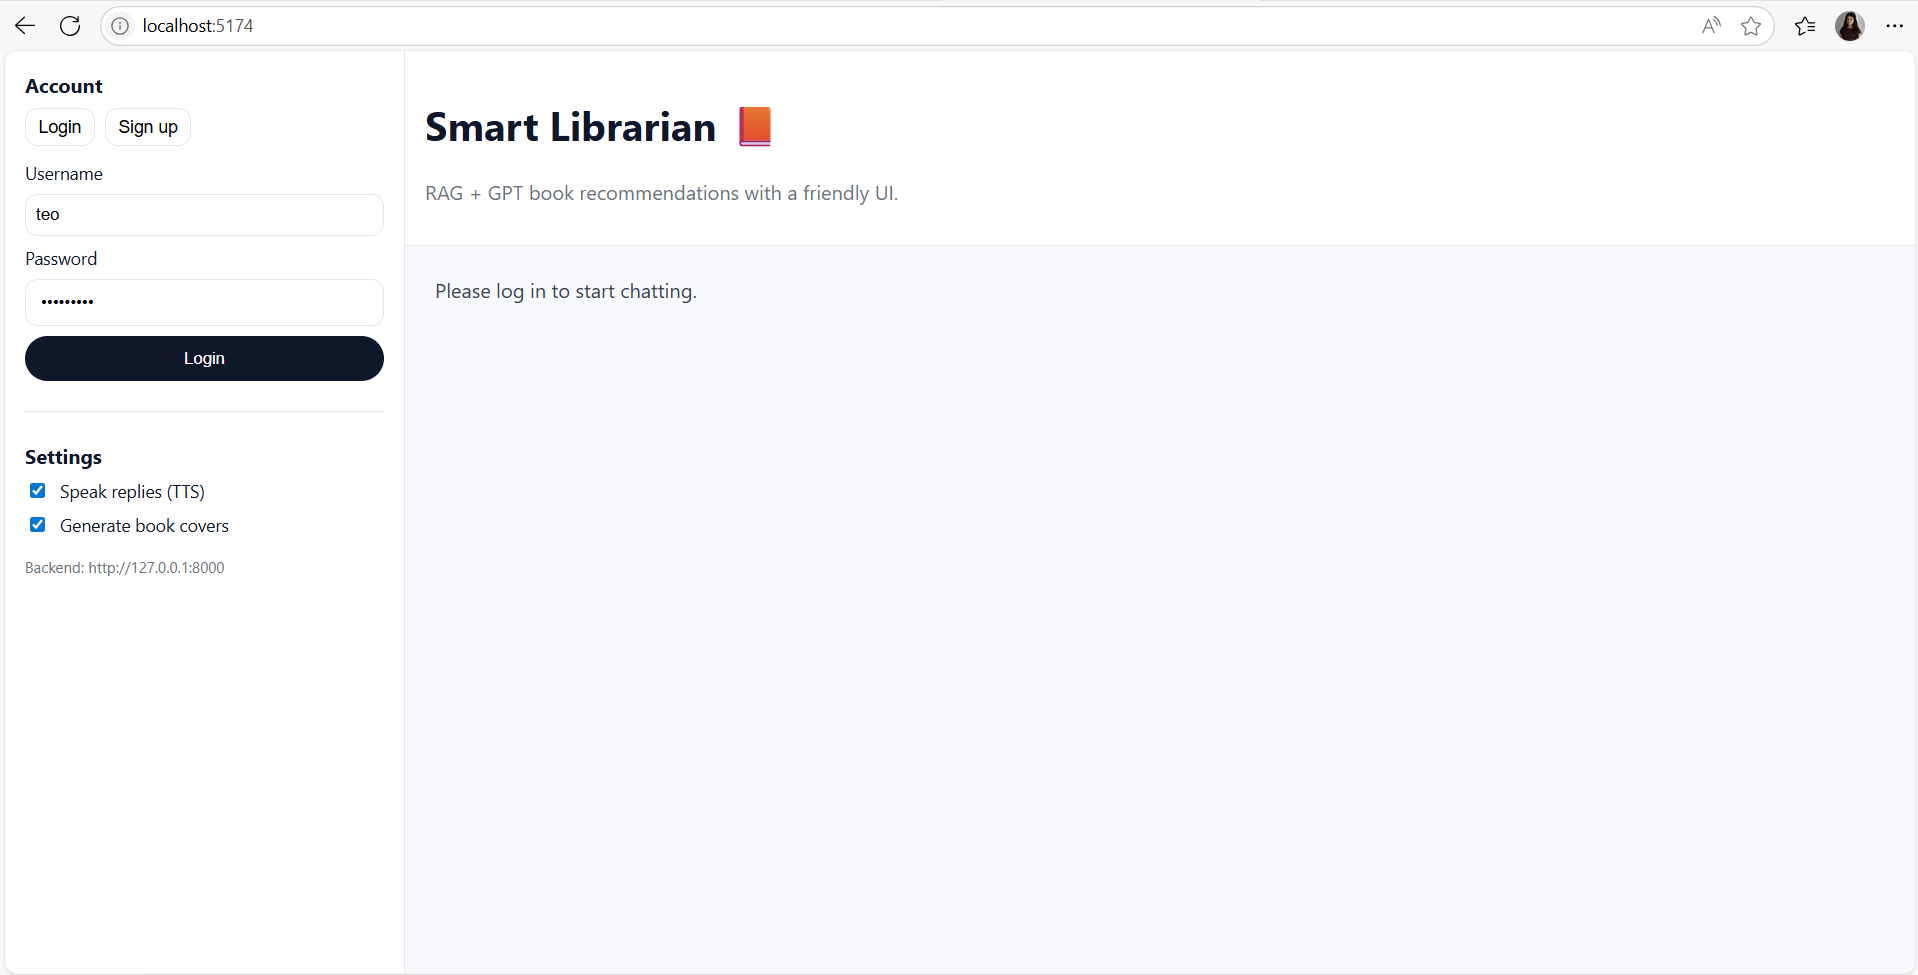 localhost:5174
Account
Login Sign up
Username
teo
Password
•••••••••
Login
Settings
Speak replies (TTS)
Generate book covers
Backend: http://127.0.0.1:8000
Smart Librarian
RAG + GPT book recommendations with a friendly UI.
Please log in to start chatting.